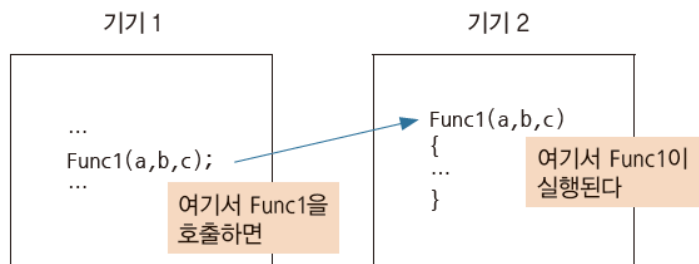 기기 1
기기 2
...
Func1(a,b,c);
...
여기서 Func1을
호출하면
Func1(a,b,c)
{
...
}
여기서 Func1이
실행된다